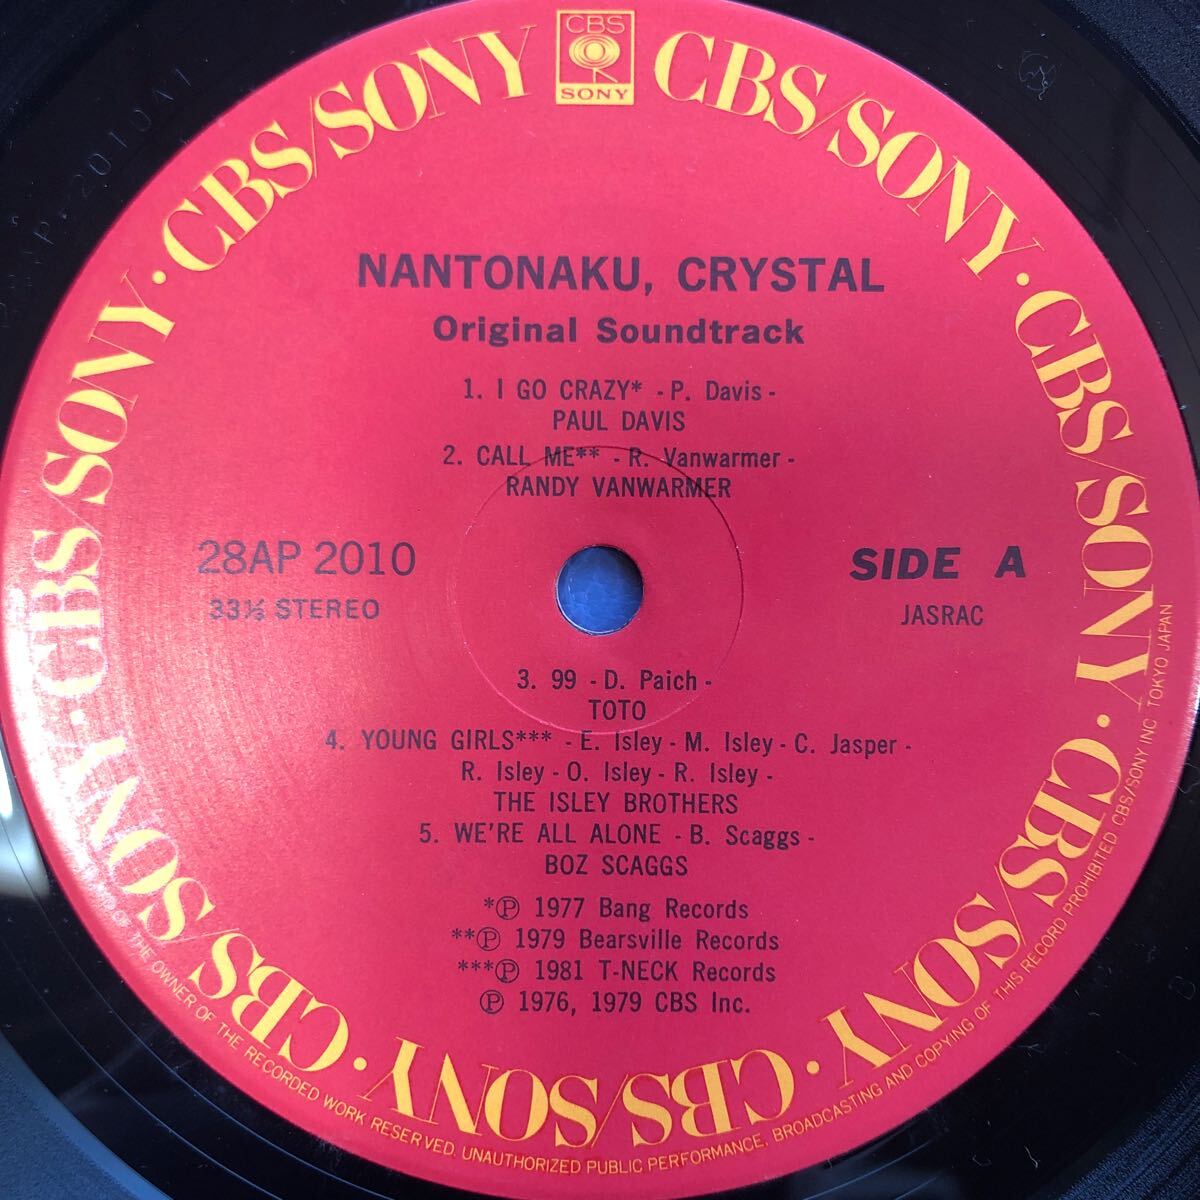 CBS
SONY
CBS/SONY · CBS/SONY · CBS/SONY · CBS/SONY · CBS/SONY · CBS/SONY · CBS/SONY · CBS/SONY · CBS/SONY
NANTONAKU, CRYSTAL
Original Soundtrack
1. I GO CRAZY* - P. Davis -
PAUL DAVIS
2. CALL ME** - R. Vanwarmer -
RANDY VANWARMER
28AP 2010
33⅓ STEREO
SIDE A
JASRAC
3. 99 - D. Paich -
TOTO
4. YOUNG GIRLS*** - E. Isley - M. Isley - C. Jasper -
R. Isley - O. Isley - R. Isley -
THE ISLEY BROTHERS
5. WE'RE ALL ALONE - B. Scaggs -
BOZ SCAGGS
*Ⓟ 1977 Bang Records
**Ⓟ 1979 Bearsville Records
***Ⓟ 1981 T-NECK Records
Ⓟ 1976, 1979 CBS Inc.
OF THE OWNER OF THE RECORDED WORK RESERVED. UNAUTHORIZED PUBLIC PERFORMANCE, BROADCASTING AND COPYING OF THIS RECORD PROHIBITED CBS/SONY INC TOKYO JAPAN